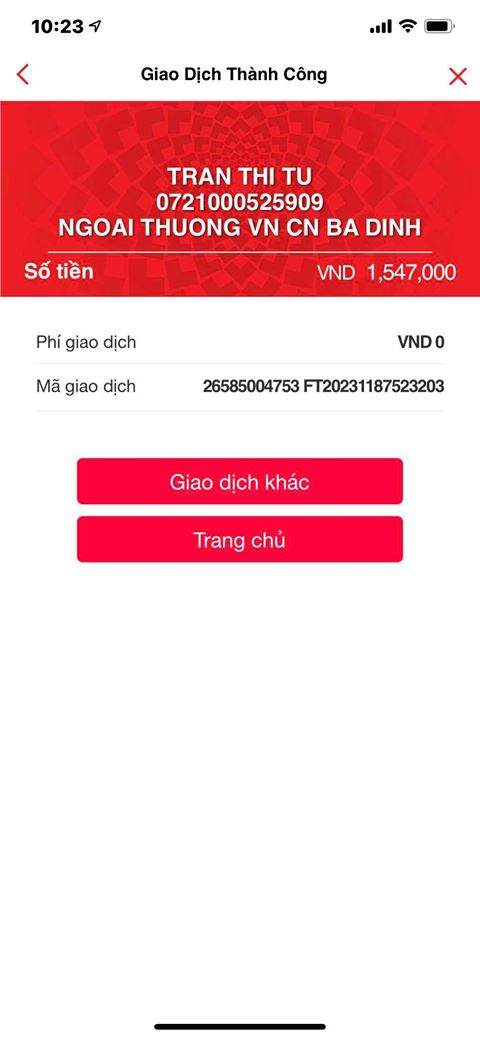 10:23
Giao Dịch Thành Công
TRAN THI TU
0721000525909
NGOAI THUONG VN CN BA DINH
Số tiền VND 1,547,000
Phí giao dịch VND 0
Mã giao dịch 26585004753 FT20231187523203
Giao dịch khác
Trang chủ